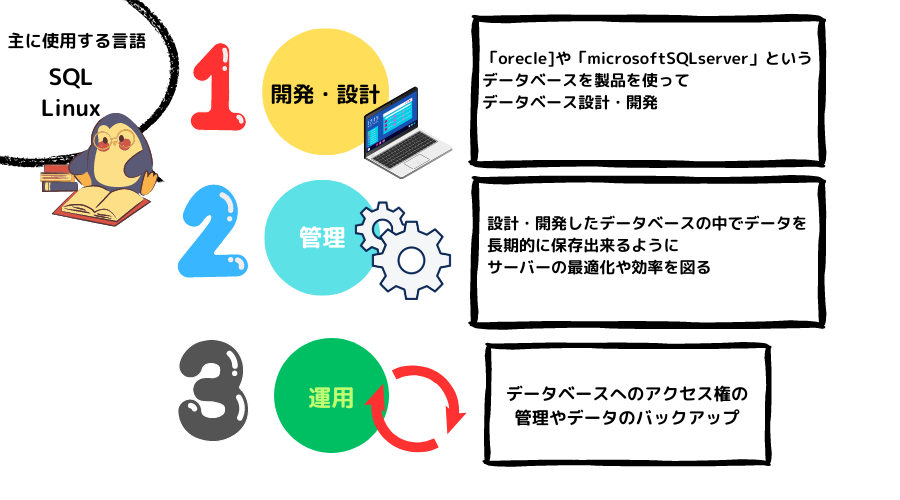 主に使用する言語
SQL
Linux
1
開発・設計
「orecle]や「microsoftSQLserver」という
データベースを製品を使って
データベース設計・開発
2
管理
設計・開発したデータベースの中でデータを
長期的に保存出来るように
サーバーの最適化や効率を図る
3
運用
データベースへのアクセス権の
管理やデータのバックアップ